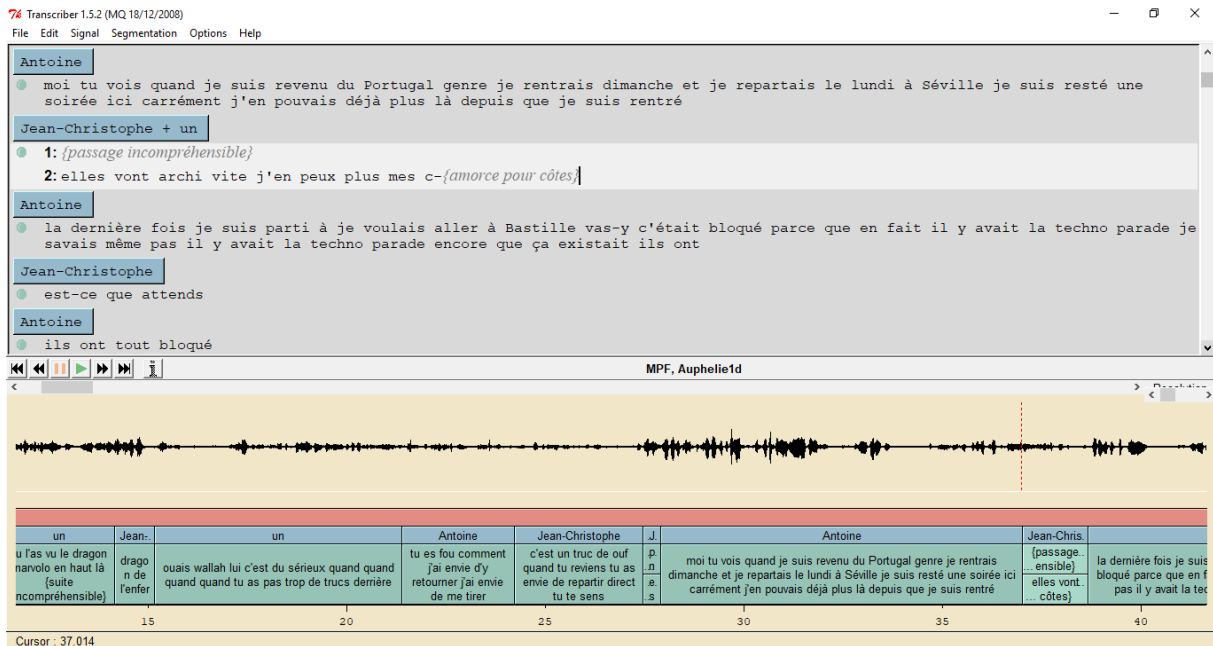 Transcriber 1.5.2 (MQ 18/12/2008)
File Edit Signal Segmentation Options Help
Antoine
moi tu vois quand je suis revenu du Portugal genre je rentrais dimanche et je repartais le lundi à Séville je suis resté une
soirée ici carrément j'en pouvais déjà plus là depuis que je suis rentré
Jean-Christophe + un
1: {passage incompréhensible}
2: elles vont archi vite j'en peux plus mes c-{amorce pour côtes}
Antoine
la dernière fois je suis parti à je voulais aller à Bastille vas-y c'était bloqué parce que en fait il y avait la techno parade je
savais même pas il y avait la techno parade encore que ça existait ils ont
Jean-Christophe
est-ce que attends
Antoine
ils ont tout bloqué
MPF, Auphelie1d
un Jean-. un Antoine Jean-Christophe J. Antoine Jean-Chris.
u l'as vu le dragon
narvolo en haut là
{suite
ncompréhensible}
drago
n de
l'enfer
ouais wallah lui c'est du sérieux quand quand
quand quand tu as pas trop de trucs derrière
tu es fou comment
j'ai envie d'y
retourner j'ai envie
de me tirer
c'est un truc de ouf
quand tu reviens tu as
envie de repartir direct
tu te sens
p.
.n
.e.
.s
moi tu vois quand je suis revenu du Portugal genre je rentrais
dimanche et je repartais le lundi à Séville je suis resté une soirée ici
carrément j'en pouvais déjà plus là depuis que je suis rentré
{passage..
... ensible}
elles vont..
... côtes}
la dernière fois je suis
bloqué parce que en f
pas il y avait la tec
15 20 25 30 35 40
Cursor : 37.014